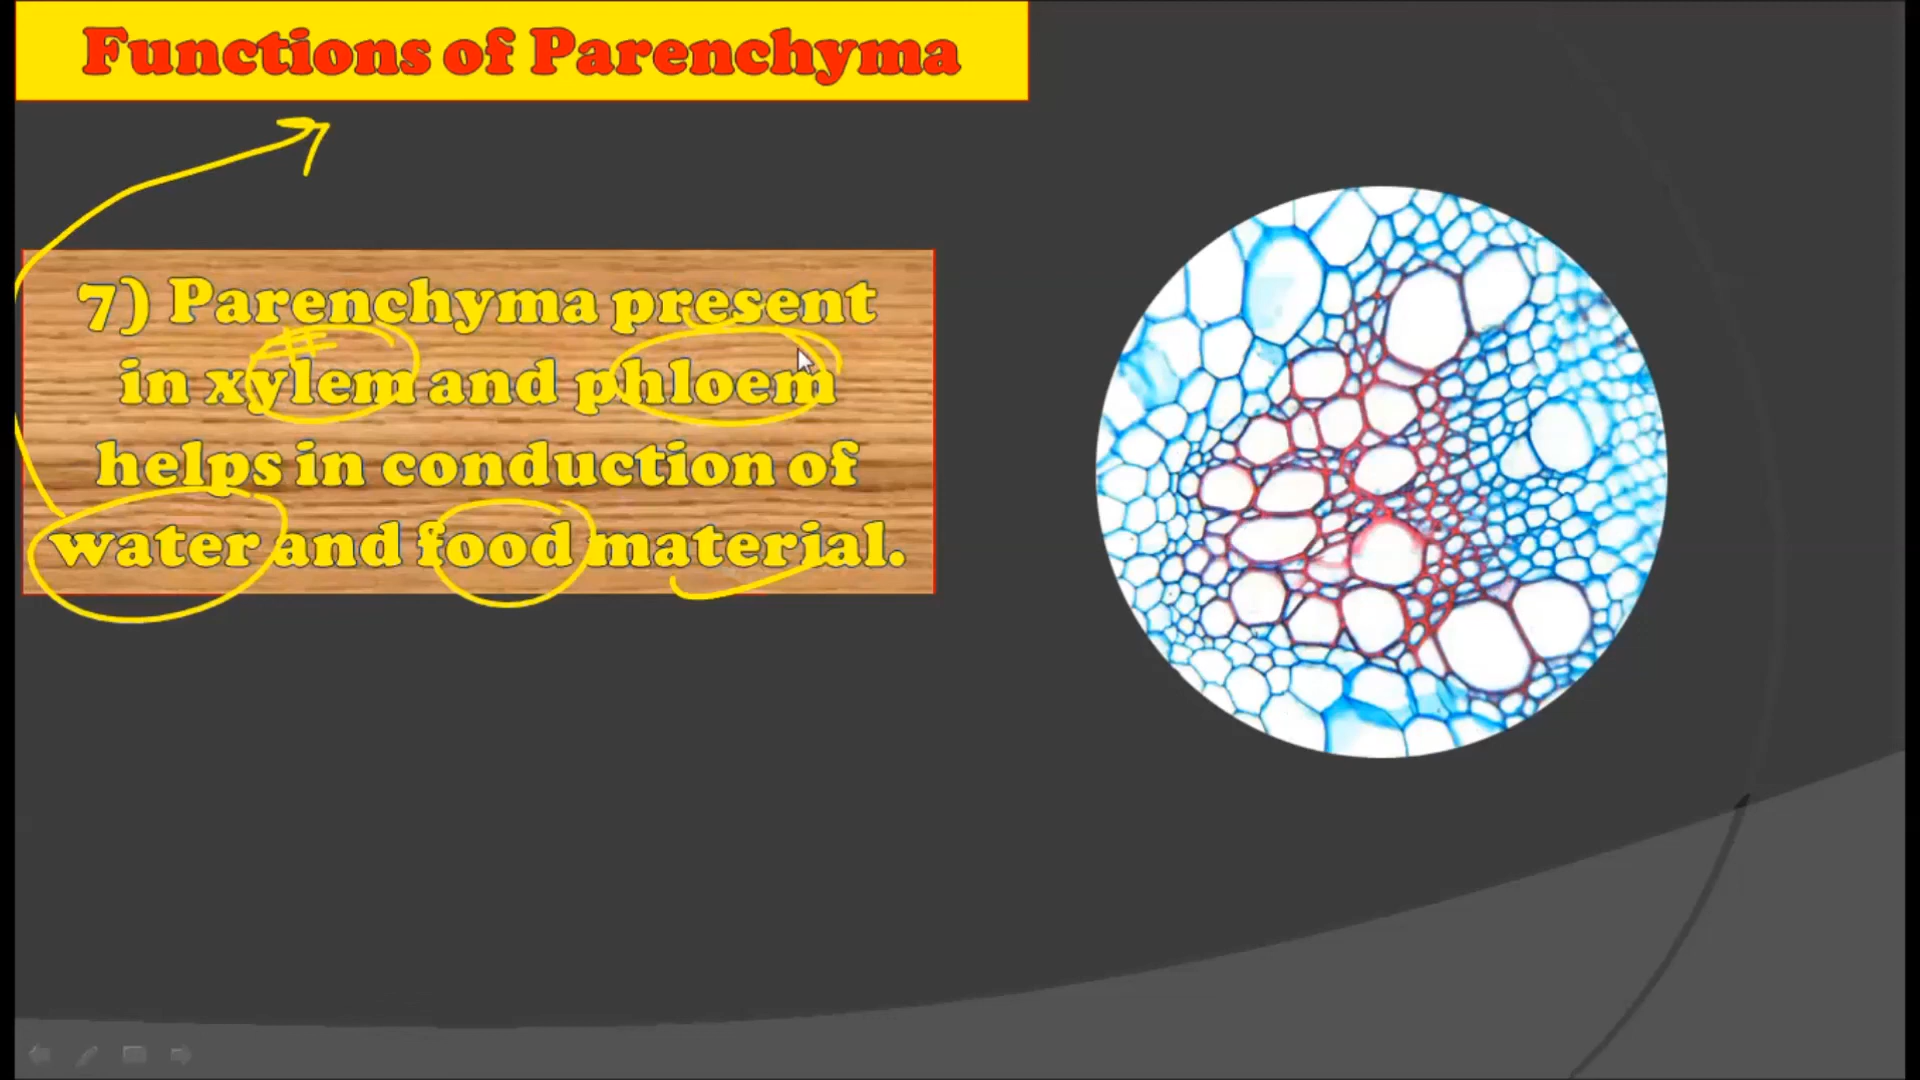 Functions of Parenchyma
7) Parenchyma present
in xylem and phloem
helps in conduction of
water and food material.